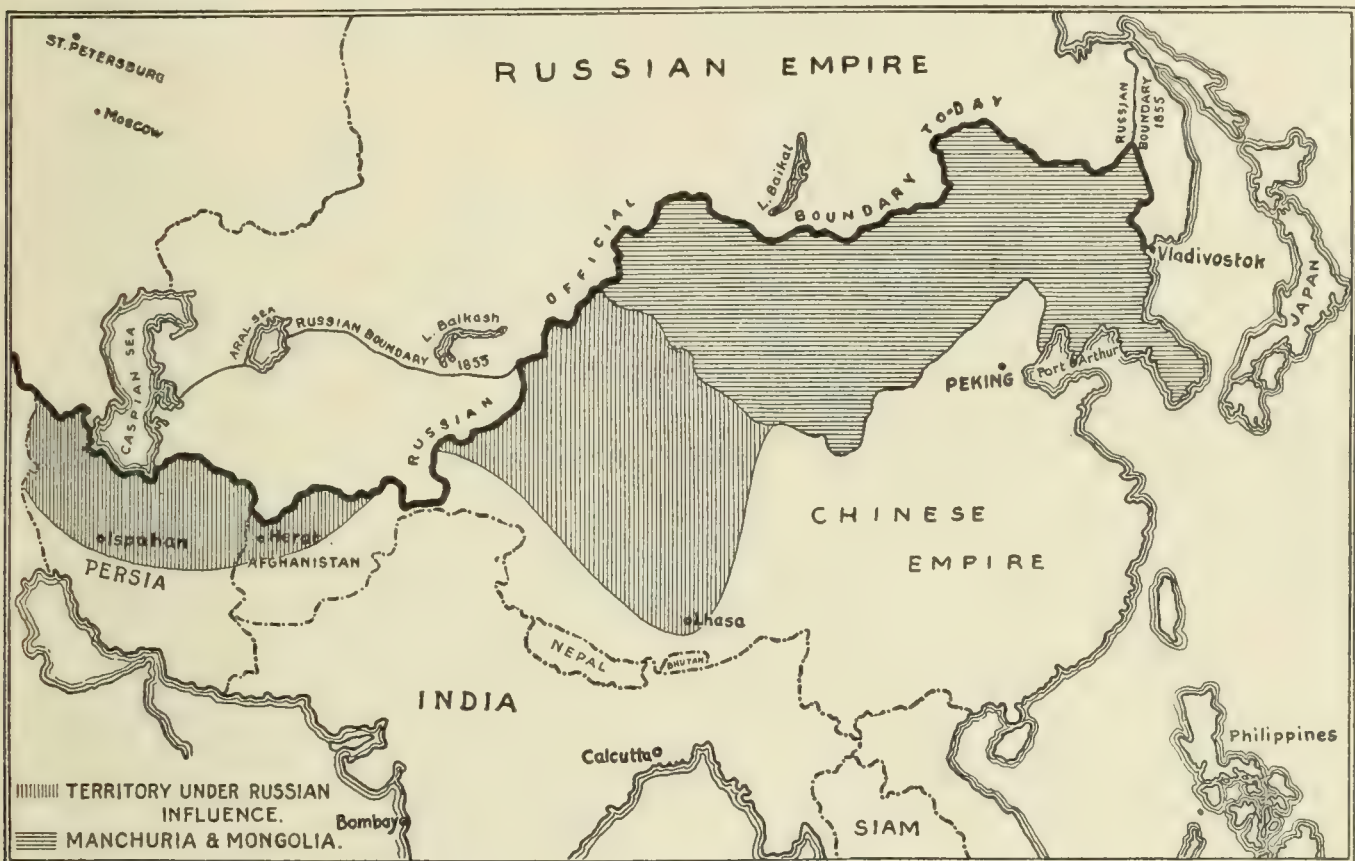 ST. PETERSBURG
Moscow
RUSSIAN EMPIRE
RUSSIAN
BOUNDARY
1855
L. Baikal
RUSSIAN OFFICIAL BOUNDARY TO-DAY
Vladivostok
JAPAN
CASPIAN SEA
ARAL SEA
RUSSIAN BOUNDARY 1855
L. Balkash
PEKING
Port Arthur
Ispahan
Herat
PERSIA
AFGHANISTAN
CHINESE
EMPIRE
Lhasa
NEPAL
BHUTAN
INDIA
Calcutta
Bombay
SIAM
Philippines
TERRITORY UNDER RUSSIAN
INFLUENCE.
MANCHURIA & MONGOLIA.